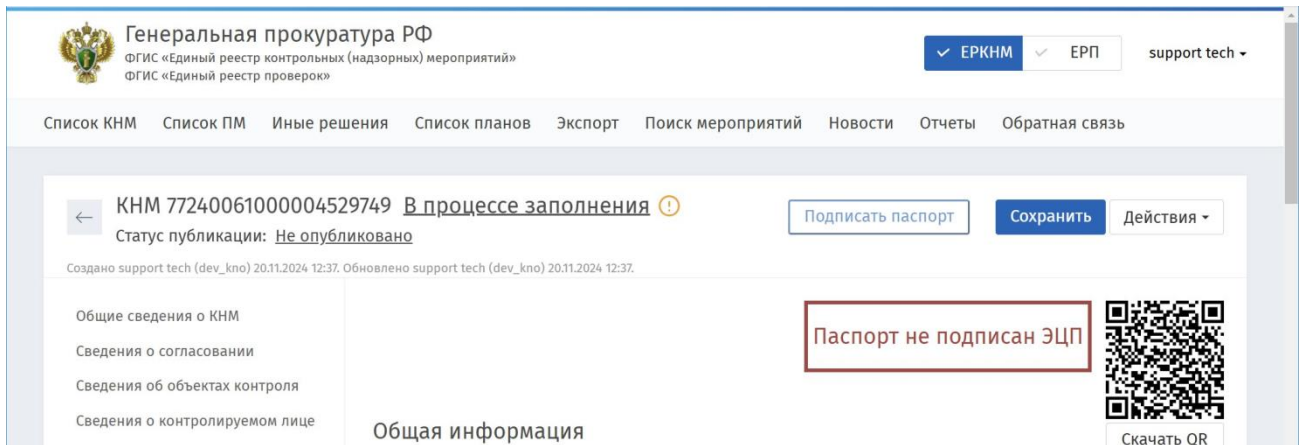 Генеральная прокуратура РФ
ФГИС «Единый реестр контрольных (надзорных) мероприятий»
ФГИС «Единый реестр проверок»
ЕРКНМ ЕРП support tech
Список КНМ Список ПМ Иные решения Список планов Экспорт Поиск мероприятий Новости Отчеты Обратная связь
КНМ 77240061000004529749 В процессе заполнения
Подписать паспорт Сохранить Действия
Статус публикации: Не опубликовано
Создано support tech (dev_kno) 20.11.2024 12:37. Обновлено support tech (dev_kno) 20.11.2024 12:37.
Общие сведения о КНМ
Сведения о согласовании
Сведения об объектах контроля
Сведения о контролируемом лице
Паспорт не подписан ЭЦП
Общая информация
Скачать QR